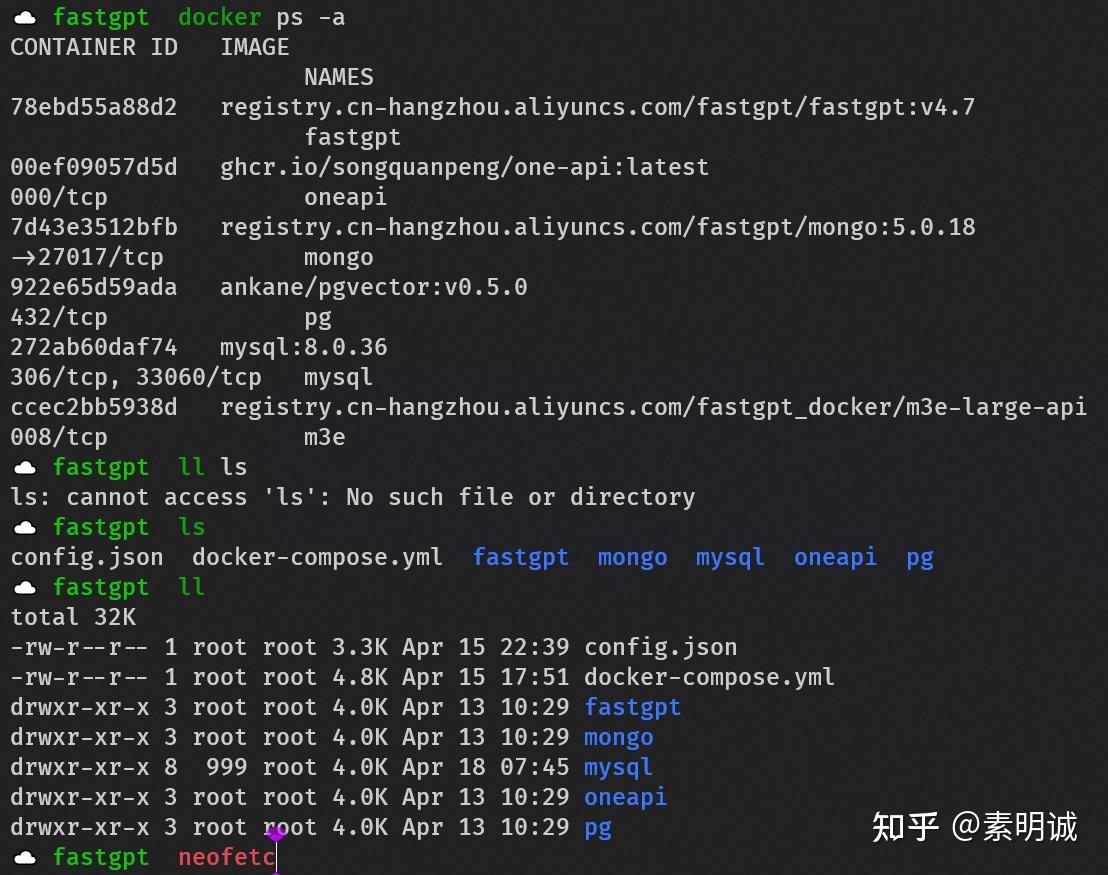 fastgpt docker ps -a
CONTAINER ID IMAGE
NAMES
78ebd55a88d2 registry.cn-hangzhou.aliyuncs.com/fastgpt/fastgpt:v4.7
fastgpt
00ef09057d5d ghcr.io/songquanpeng/one-api:latest
000/tcp oneapi
7d43e3512bfb registry.cn-hangzhou.aliyuncs.com/fastgpt/mongo:5.0.18
->27017/tcp mongo
922e65d59ada ankane/pgvector:v0.5.0
432/tcp pg
272ab60daf74 mysql:8.0.36
306/tcp, 33060/tcp mysql
ccec2bb5938d registry.cn-hangzhou.aliyuncs.com/fastgpt_docker/m3e-large-api
008/tcp m3e
fastgpt ll ls
ls: cannot access 'ls': No such file or directory
fastgpt ls
config.json docker-compose.yml fastgpt mongo mysql oneapi pg
fastgpt ll
total 32K
-rw-r--r-- 1 root root 3.3K Apr 15 22:39 config.json
-rw-r--r-- 1 root root 4.8K Apr 15 17:51 docker-compose.yml
drwxr-xr-x 3 root root 4.0K Apr 13 10:29 fastgpt
drwxr-xr-x 3 root root 4.0K Apr 13 10:29 mongo
drwxr-xr-x 8 999 root 4.0K Apr 18 07:45 mysql
drwxr-xr-x 3 root root 4.0K Apr 13 10:29 oneapi
drwxr-xr-x 3 root root 4.0K Apr 13 10:29 pg
fastgpt neofetc
知乎 @素明诚